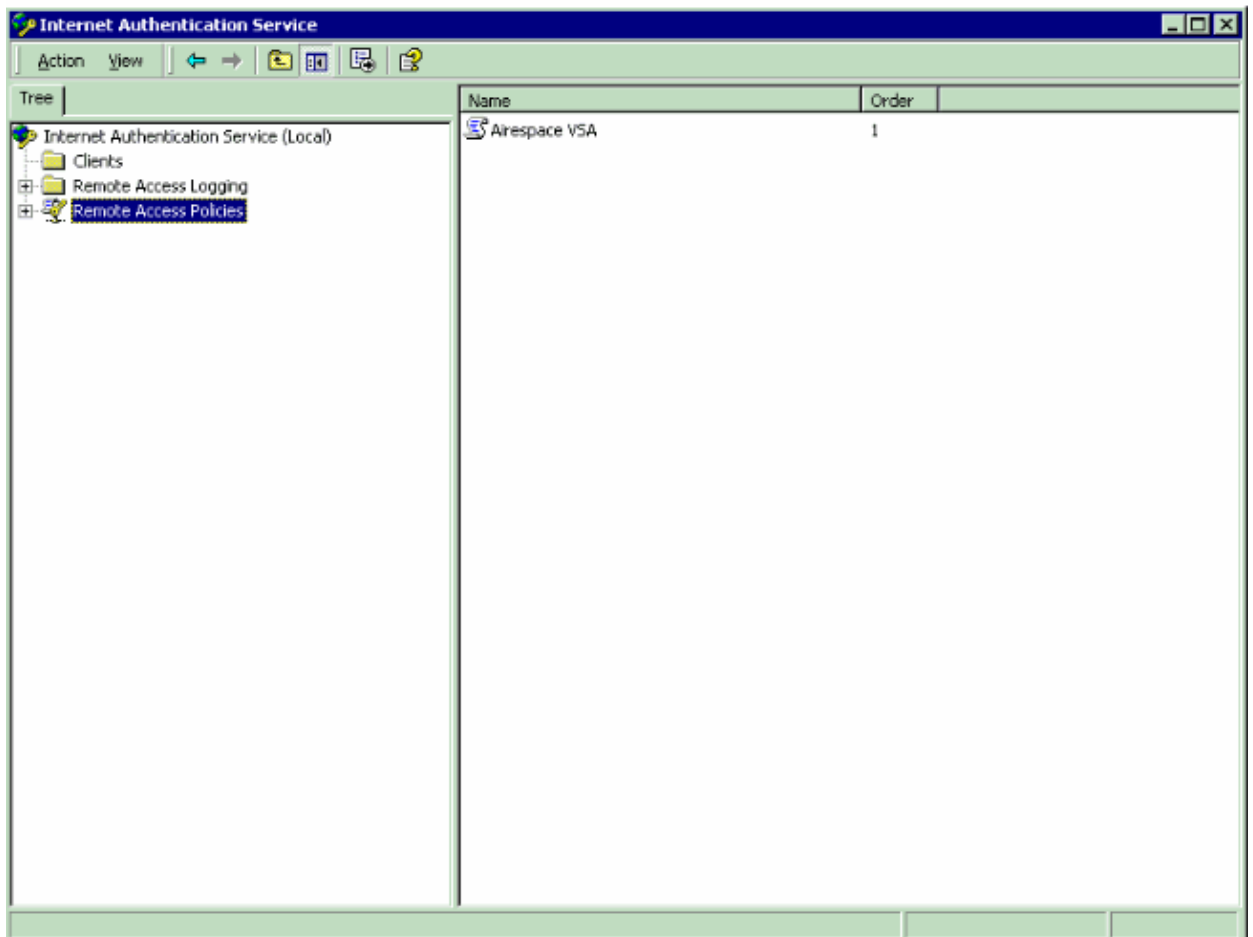 Internet Authentication Service
Action View
Tree
Name Order
Internet Authentication Service (Local)
Clients
Remote Access Logging
Remote Access Policies
Airespace VSA 1